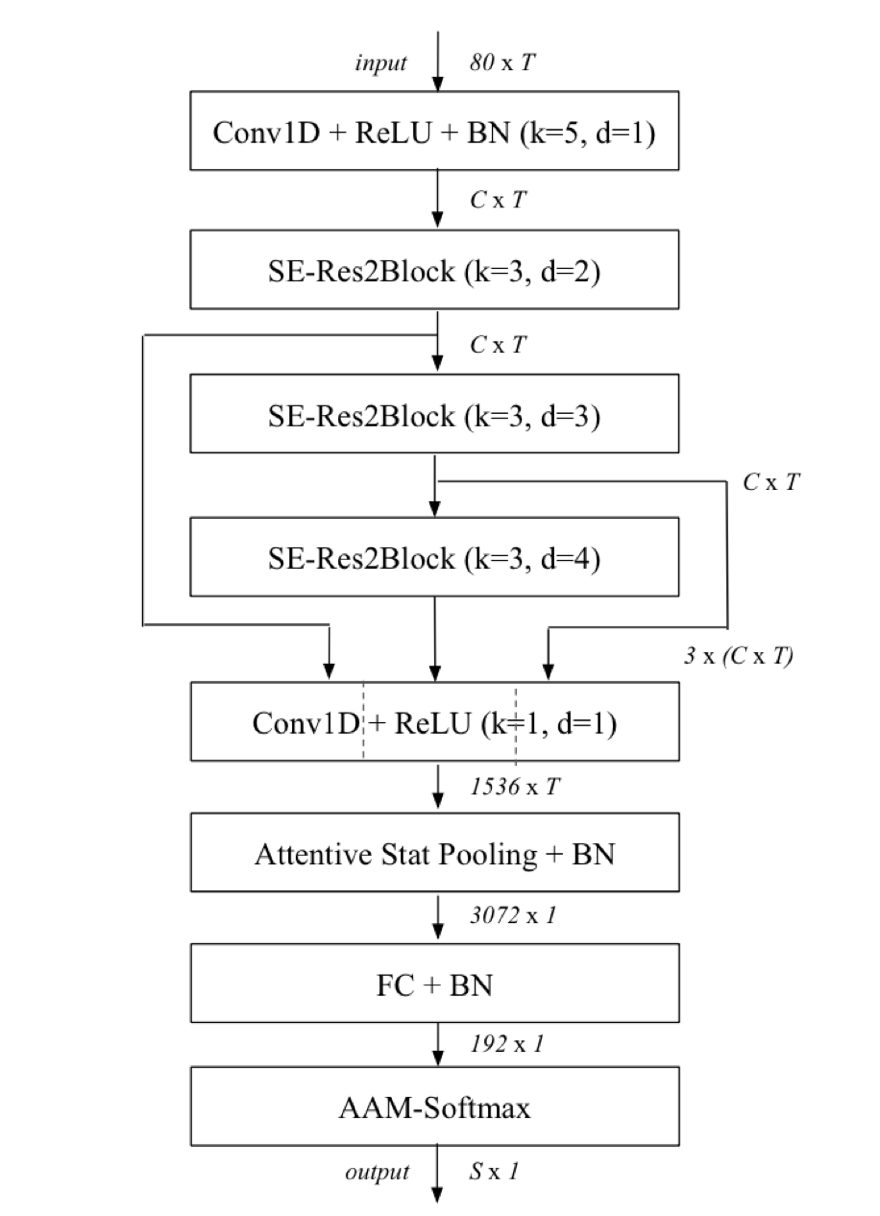 input 80 x T
Conv1D + ReLU + BN (k=5, d=1)
C x T
SE-Res2Block (k=3, d=2)
C x T
SE-Res2Block (k=3, d=3)
C x T
SE-Res2Block (k=3, d=4)
3 x (C x T)
Conv1D + ReLU (k=1, d=1)
1536 x T
Attentive Stat Pooling + BN
3072 x 1
FC + BN
192 x 1
AAM-Softmax
output S x 1